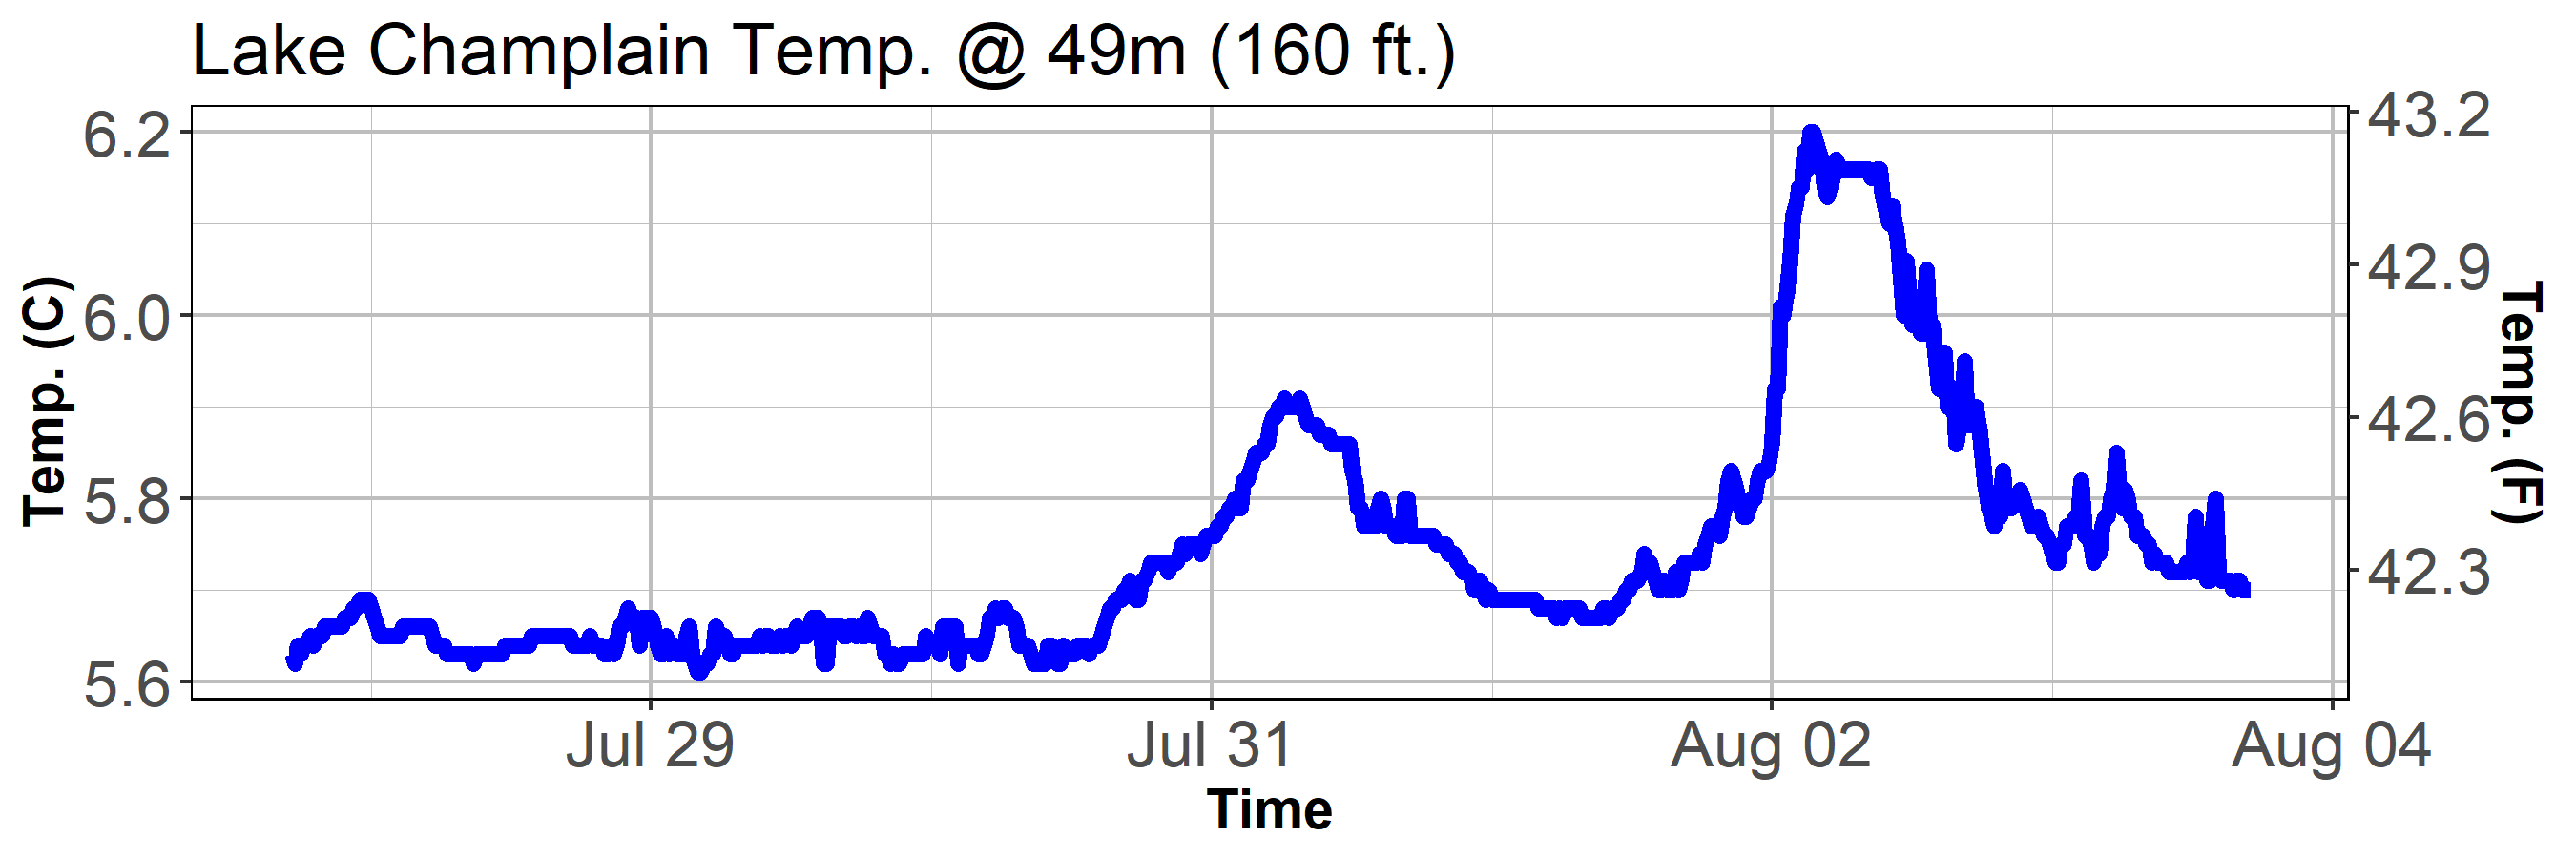 Lake Champlain Temp. @ 49m (160 ft.)
6.2
6.0
5.8
5.6
Temp. (C)
43.2
42.9
42.6
42.3
Temp. (F)
Jul 29
Jul 31
Aug 02
Aug 04
Time